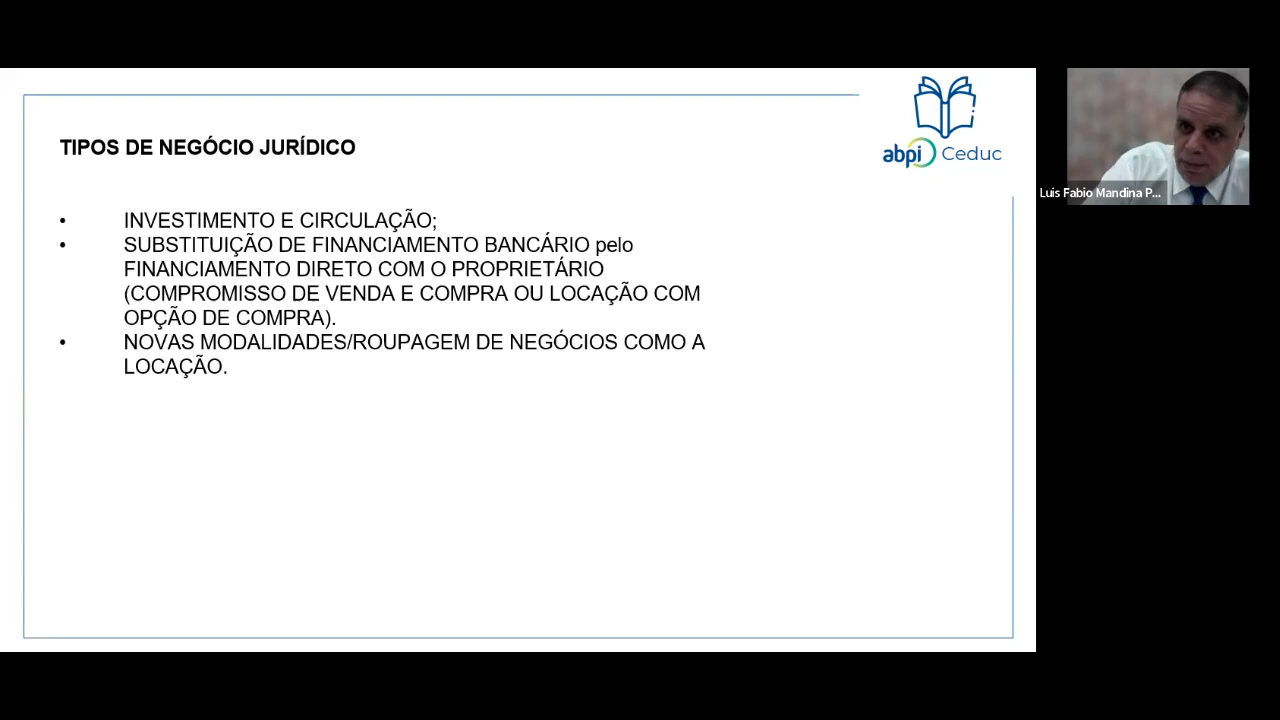 abpi Ceduc
TIPOS DE NEGÓCIO JURÍDICO
• INVESTIMENTO E CIRCULAÇÃO;
• SUBSTITUIÇÃO DE FINANCIAMENTO BANCÁRIO pelo
FINANCIAMENTO DIRETO COM O PROPRIETÁRIO
(COMPROMISSO DE VENDA E COMPRA OU LOCAÇÃO COM
OPÇÃO DE COMPRA).
• NOVAS MODALIDADES/ROUPAGEM DE NEGÓCIOS COMO A
LOCAÇÃO.
Luis Fabio Mandina P...